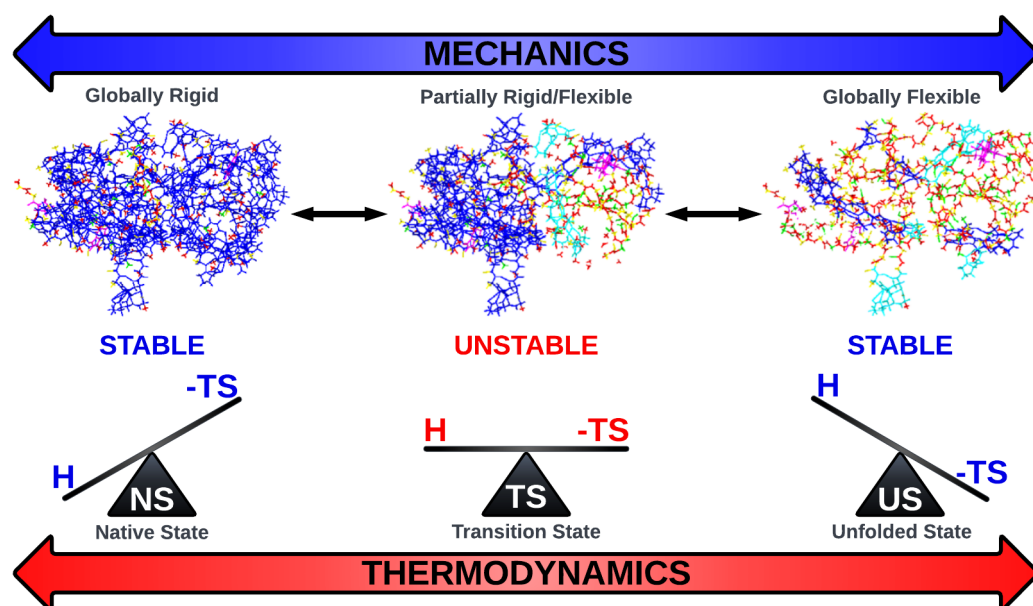 MECHANICS
Globally Rigid
Partially Rigid/Flexible
Globally Flexible
STABLE
UNSTABLE
STABLE
H
-TS
H
-TS
H
-TS
NS
TS
US
Native State
Transition State
Unfolded State
THERMODYNAMICS